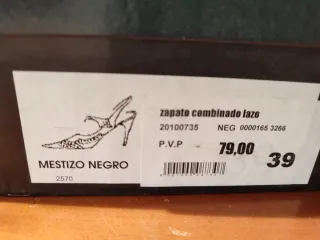 MESTIZO NEGRO
2570
zapato combinado lazo
20100735 NEG 0000165 3266
P.V.P - 79,00
39